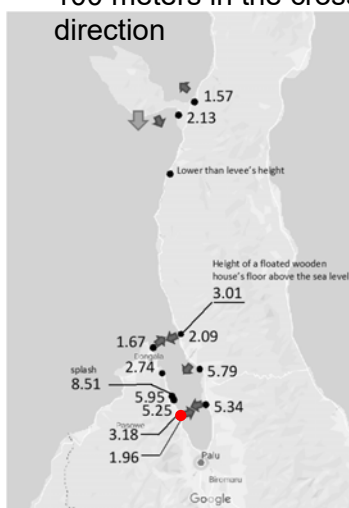 direction
1.57
2.13
Lower than levee's height
Height of a floated wooden
house's floor above the sea level
3.01
2.09
1.67
Dongala
2.74
5.79
splash
8.51
5.95
5.25
5.34
3.18
1.96
Palu
Biromaru
Google